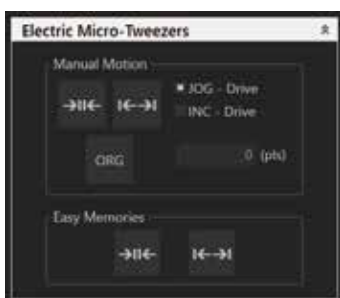 Electric Micro-Tweezers
Manual Motion
JOG - Drive
INC - Drive
ORG
0 (pls)
Easy Memories